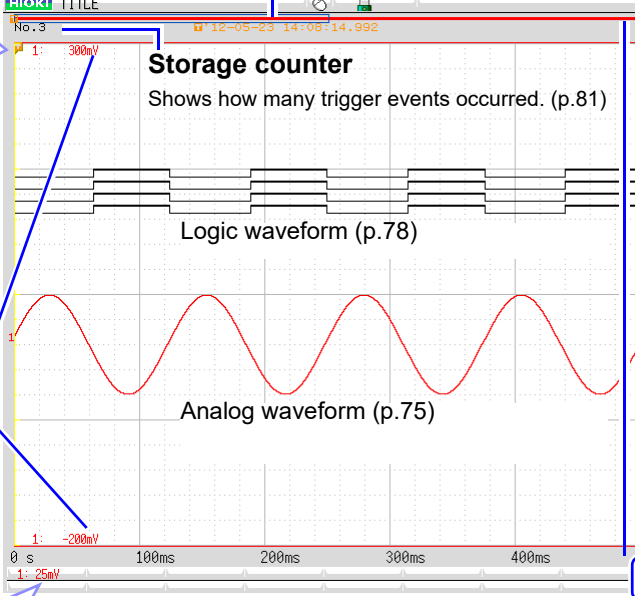 HIOKI TITLE
No.3 '12-05-23 14:08:14.992
1: 300mV
Storage counter
Shows how many trigger events occurred. (p.81)
Logic waveform (p.78)
1
Analog waveform (p.75)
1: -200mV
0 s 100ms 200ms 300ms 400ms
1: 25mV